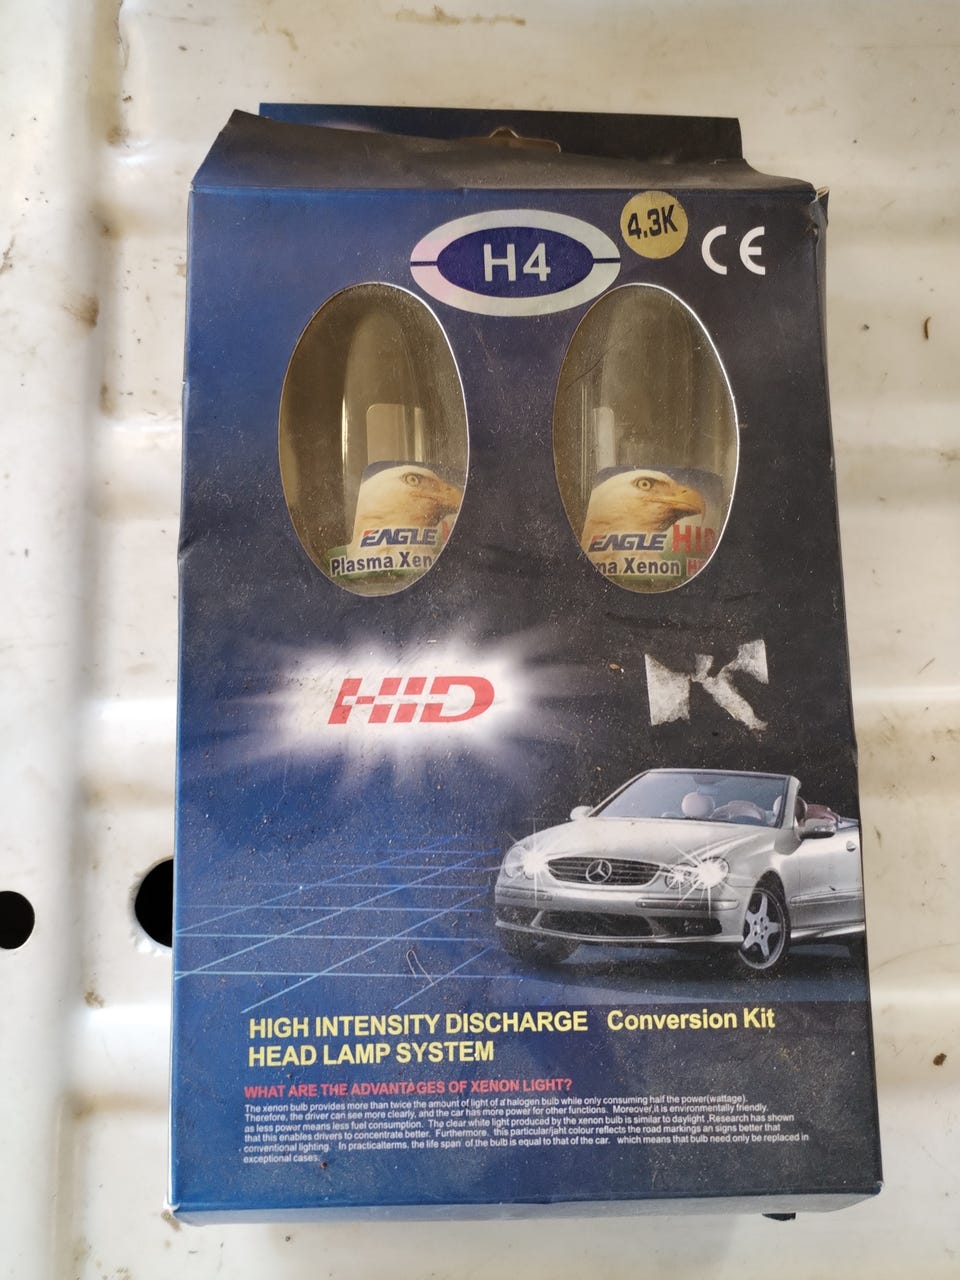 H4
4.3K
CE
EAGLE
Plasma Xen
EAGLE HID
na Xenon
HID
K
HIGH INTENSITY DISCHARGE Conversion Kit
HEAD LAMP SYSTEM
WHAT ARE THE ADVANTAGES OF XENON LIGHT?
The xenon bulb provides more than twice the amount of light of a halogen bulb while only consuming half the power(wattage).
Therefore, the driver can see more clearly, and the car has more power for other functions. Moreover,it is environmentally friendly.
as less power means less fuel consumption. The clear white light produced by the xenon bulb is similar to daylight. Research has shown
that this enables drivers to concentrate better. Furthermore, this particular/jaht colour reflects the road markings an signs better that
conventional lighting. In practicalterms, the life span of the bulb is equal to that of the car. which means that bulb need only be replaced in
exceptional cases.